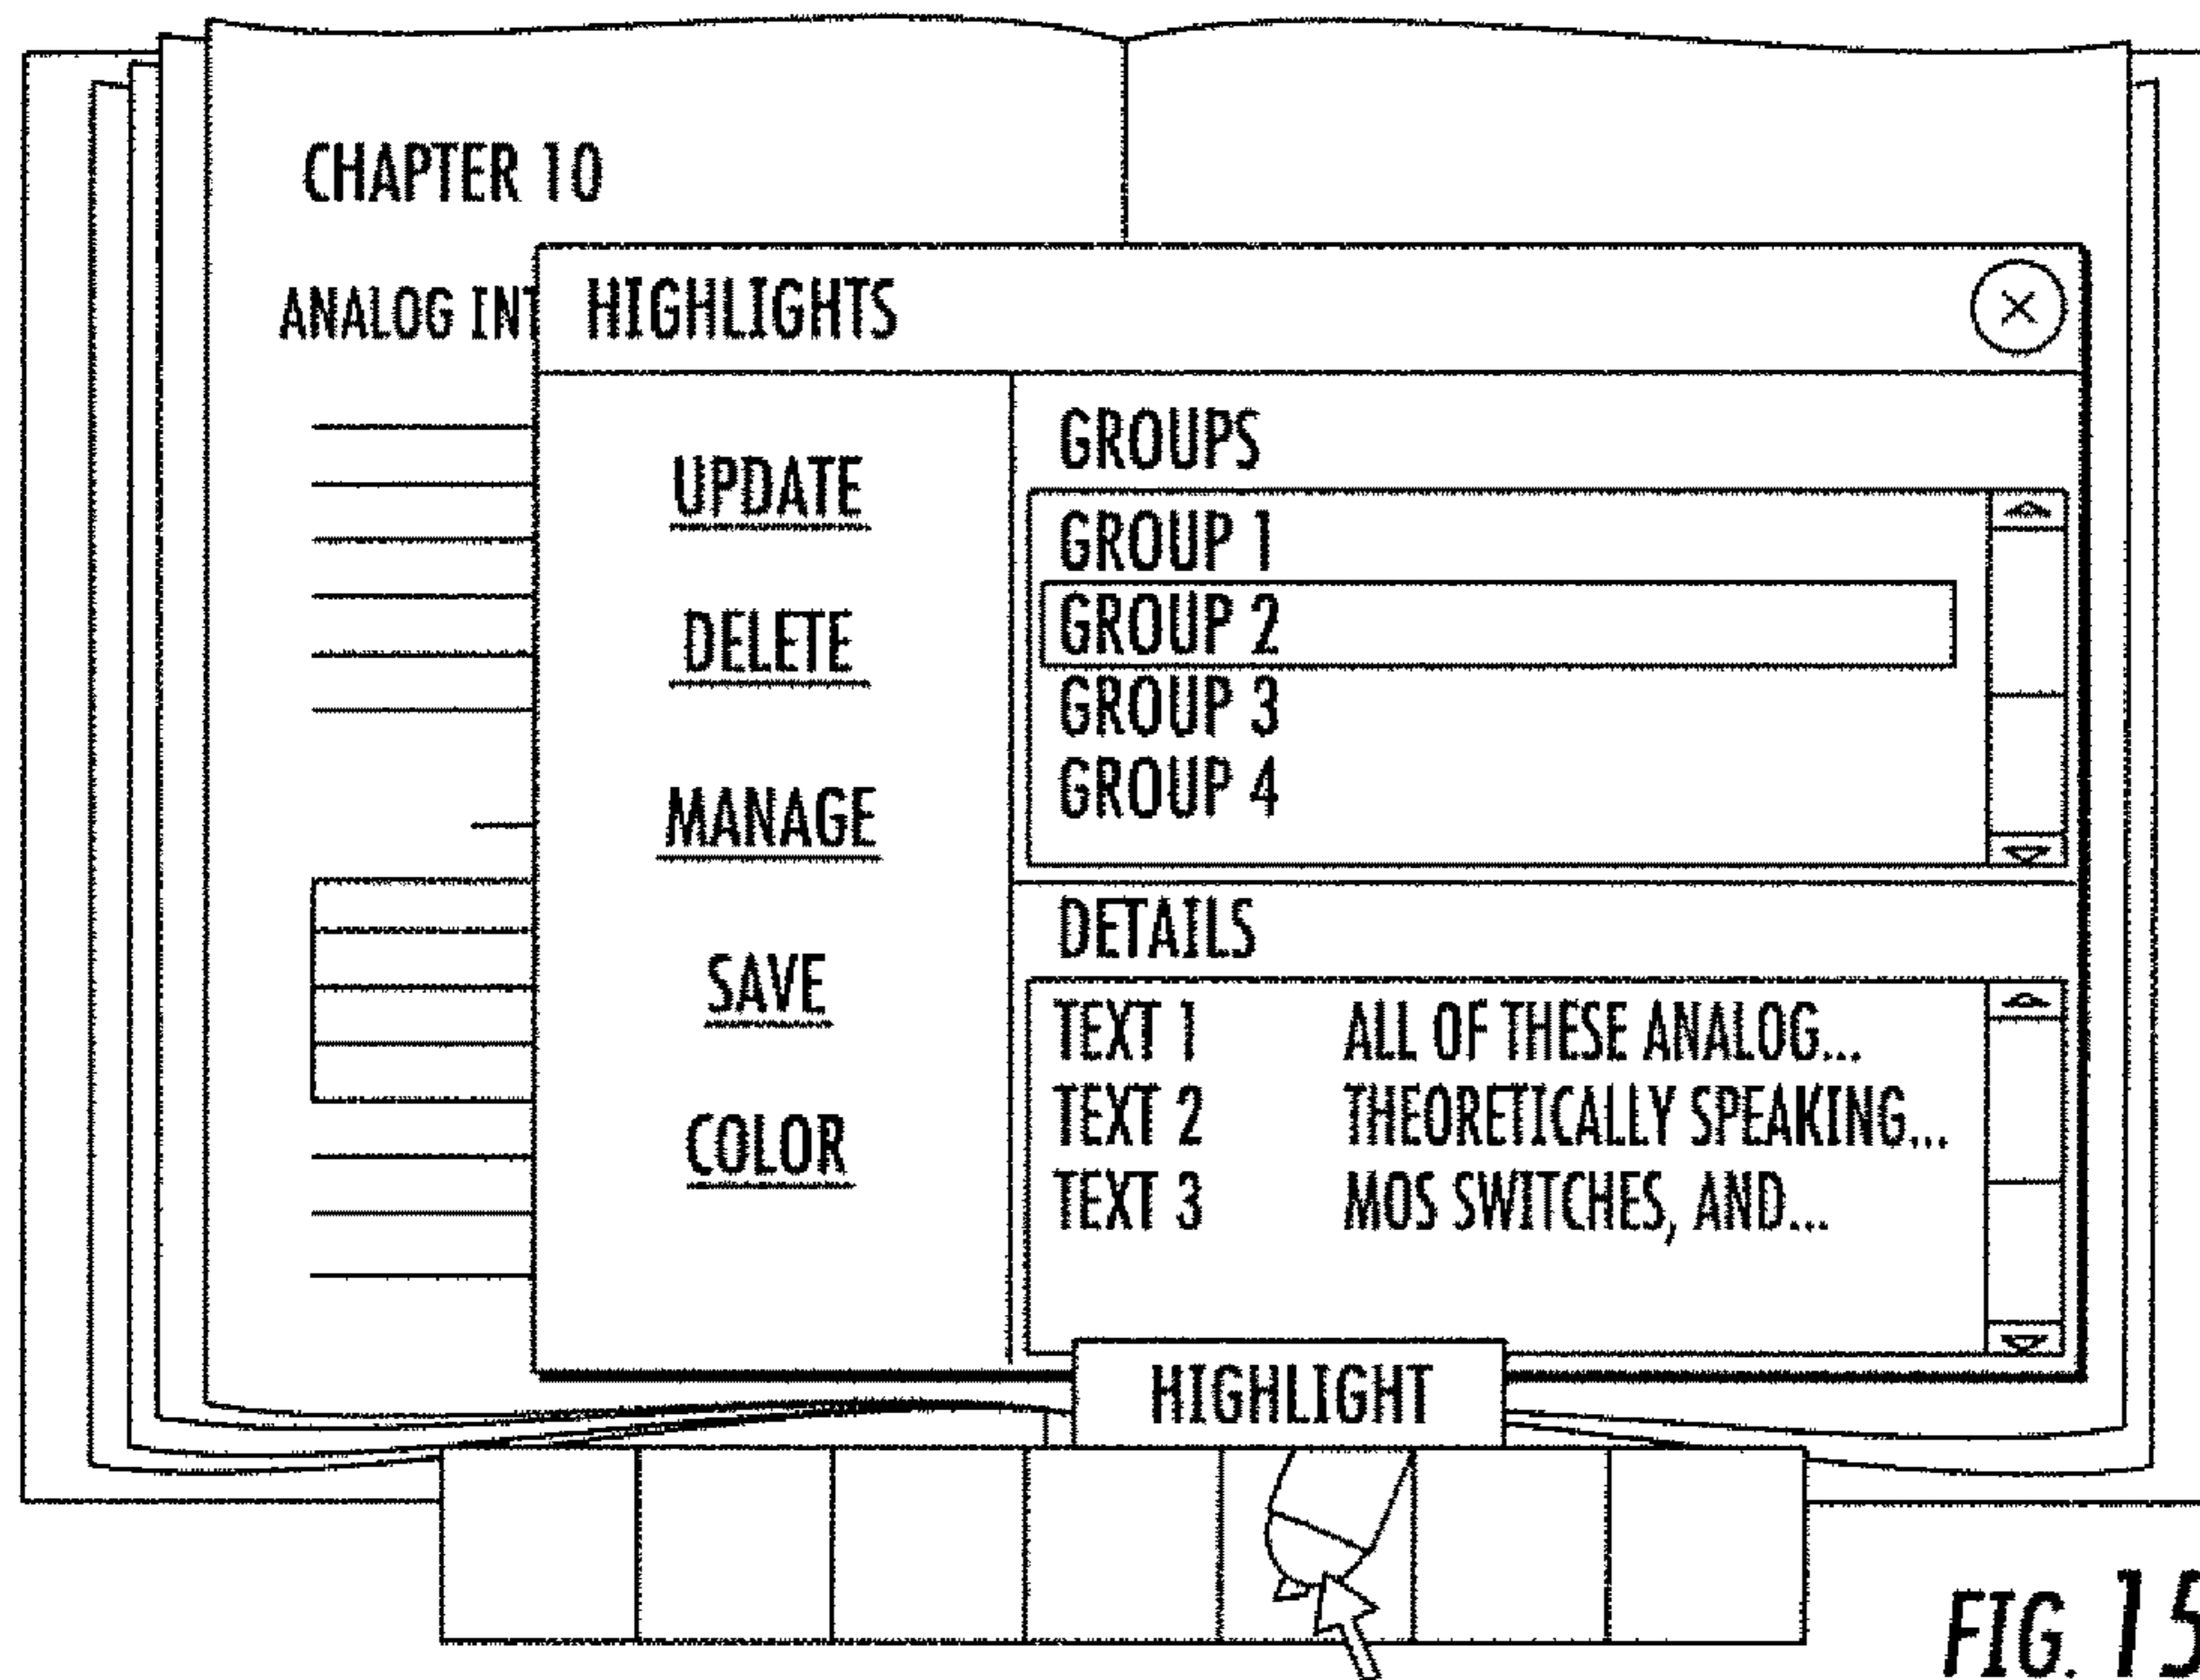 CHAPTER 10
ANALOG INT
HIGHLIGHTS
X
UPDATE
DELETE
MANAGE
SAVE
COLOR
GROUPS
GROUP 1
GROUP 2
GROUP 3
GROUP 4
DETAILS
TEXT 1 ALL OF THESE ANALOG...
TEXT 2 THEORETICALLY SPEAKING...
TEXT 3 MOS SWITCHES, AND...
HIGHLIGHT
FIG. 15